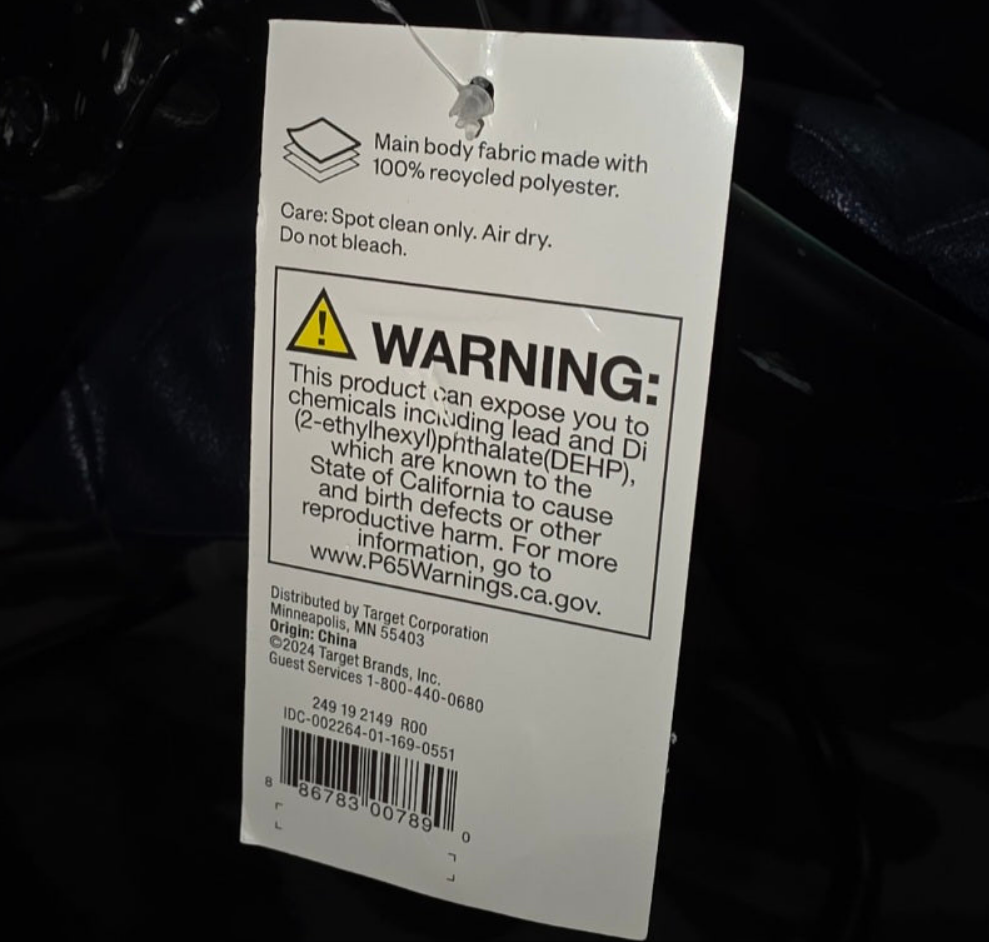 Main body fabric made with
100% recycled polyester.
Care: Spot clean only. Air dry.
Do not bleach.
WARNING:
This product can expose you to
chemicals including lead and Di
(2-ethylhexyl)phthalate(DEHP),
which are known to the
State of California to cause
and birth defects or other
reproductive harm. For more
information, go to
www.P65Warnings.ca.gov.
Distributed by Target Corporation
Minneapolis, MN 55403
Origin: China
©2024 Target Brands, Inc.
Guest Services 1-800-440-0680
249 19 2149 R00
IDC-002264-01-169-0551
8 86783 00789 0